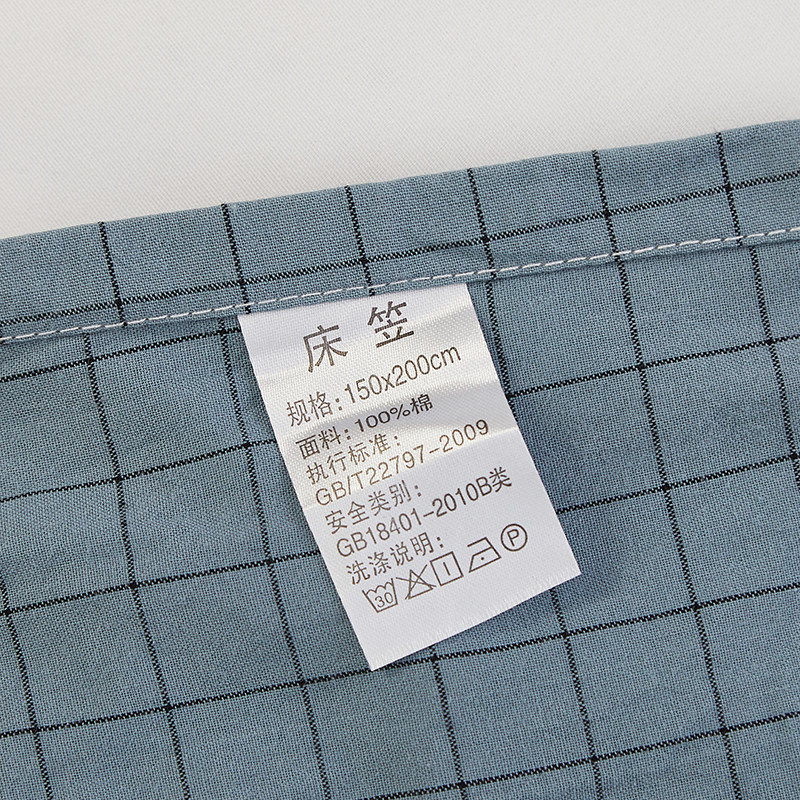 床笠
规格:150x200cm
面料:100%棉
执行标准:
GB/T22797-2009
安全类别:
GB18401-2010B类
洗涤说明:
30 P